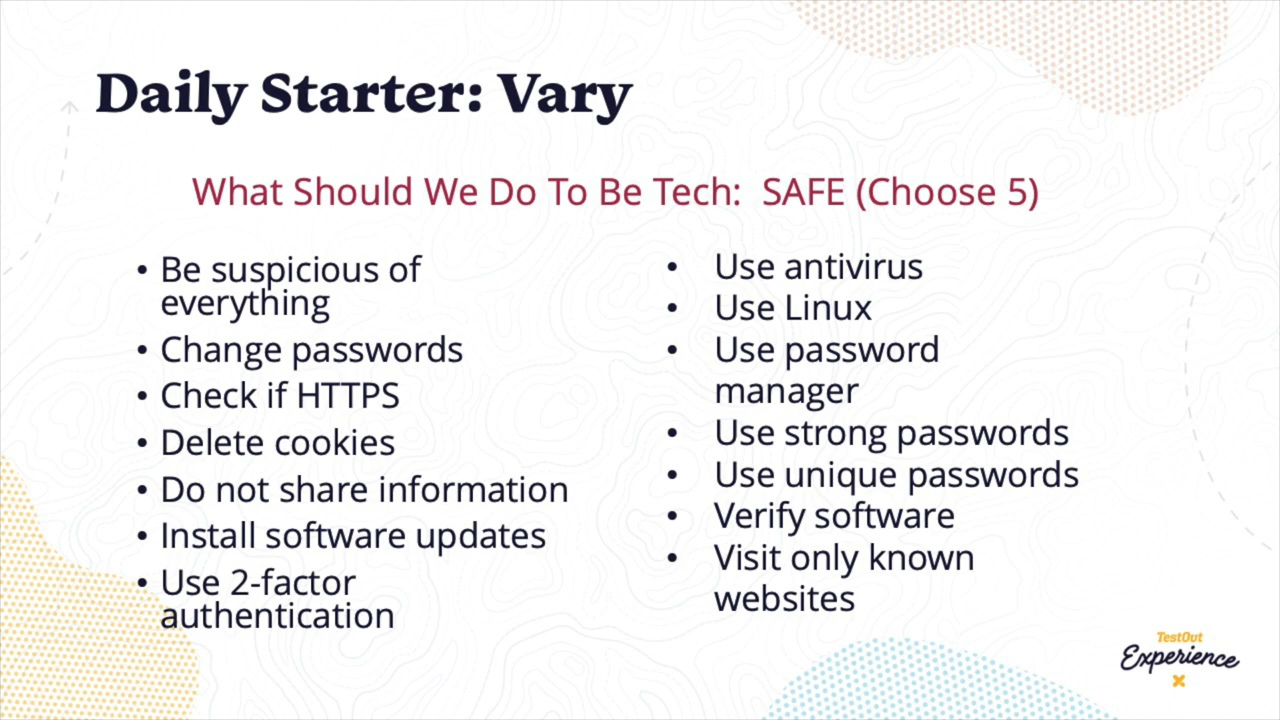 Daily Starter: Vary
What Should We Do To Be Tech:  SAFE (Choose 5)
• Be suspicious of
everything
• Change passwords
• Check if HTTPS
• Delete cookies
• Do not share information
• Install software updates
• Use 2-factor
authentication
• Use antivirus
• Use Linux
• Use password
manager
• Use strong passwords
• Use unique passwords
• Verify software
• Visit only known
websites
TestOut
Experience